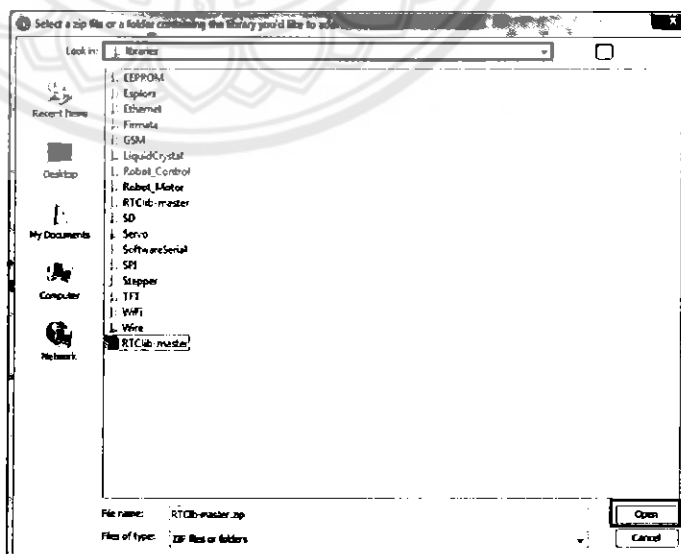 Select a zip file or a folder containing the library you'd like to add
Look in: libraries
Recent Items
Desktop
My Documents
Computer
Network
EEPROM
Esplora
Ethernet
Firmata
GSM
LiquidCrystal
Robot_Control
Robot_Motor
RTClib-master
SD
Servo
SoftwareSerial
SPI
Stepper
TFT
WiFi
Wire
RTClib-master
File name: RTClib-master.zip
Files of type: ZIP files or folders
Open
Cancel